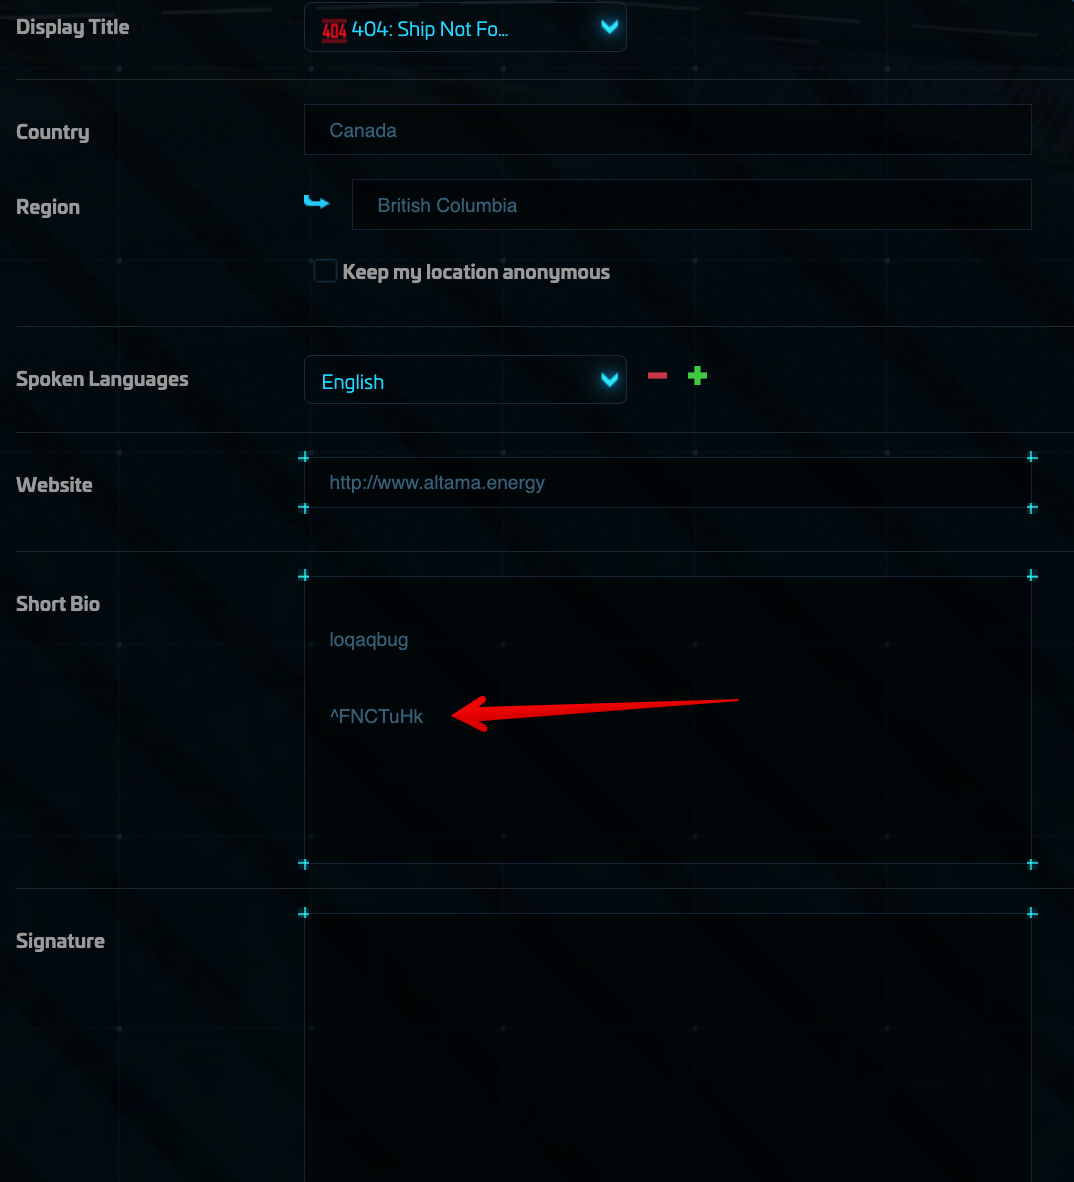 Display Title
404 404: Ship Not Fo...
Country
Canada
Region
British Columbia
Keep my location anonymous
Spoken Languages
English
Website
http://www.altama.energy
Short Bio
loqaqbug
^FNCTuHk
Signature